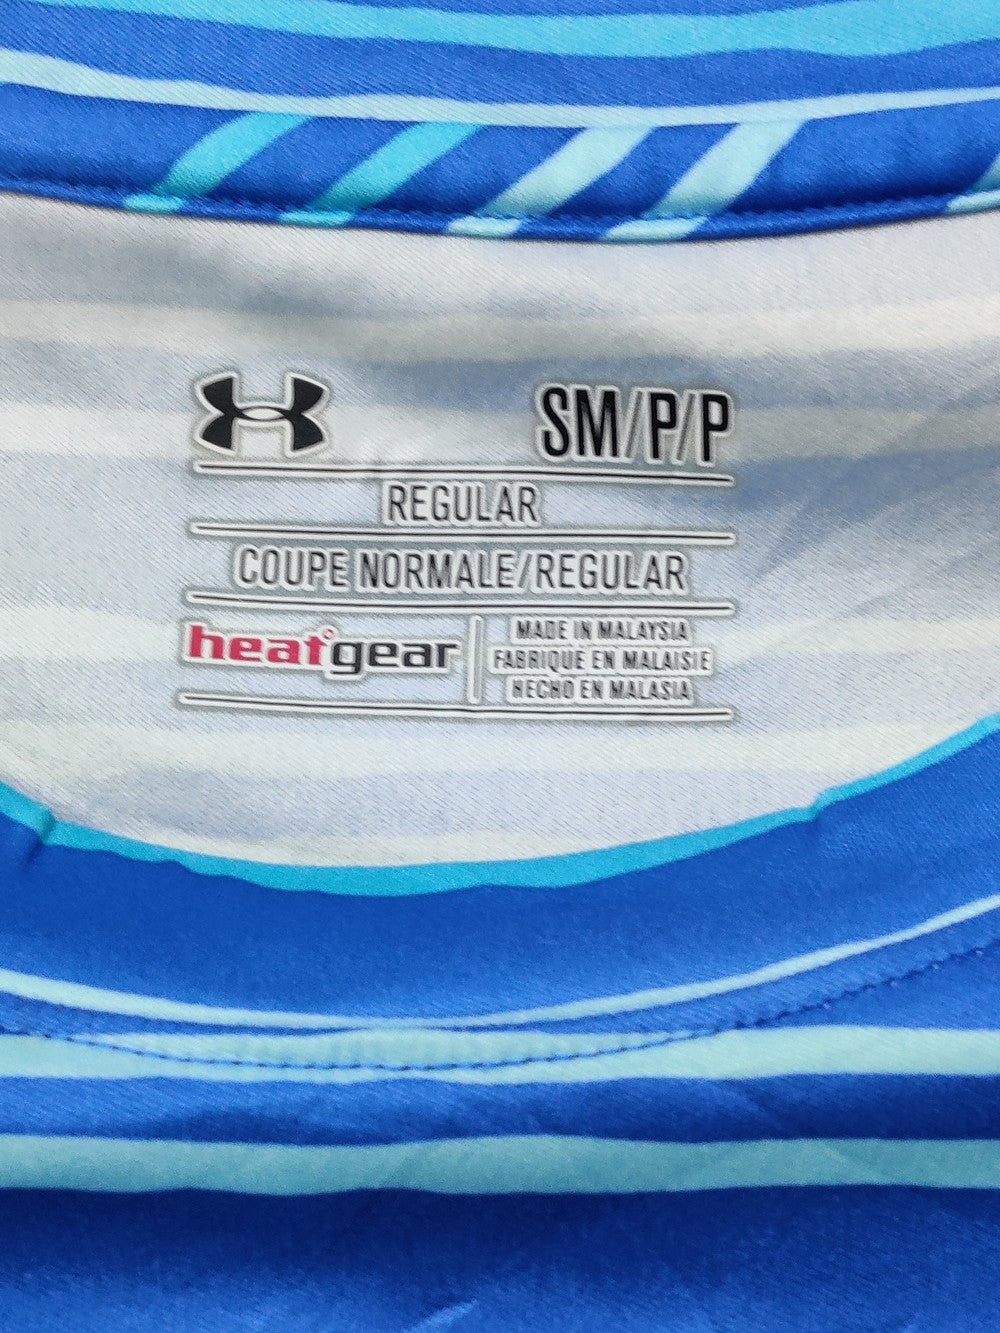 SM/P/P
REGULAR
COUPE NORMALE/REGULAR
heatgear
MADE IN MALAYSIA
FABRIQUE EN MALAISIE
HECHO EN MALASIA